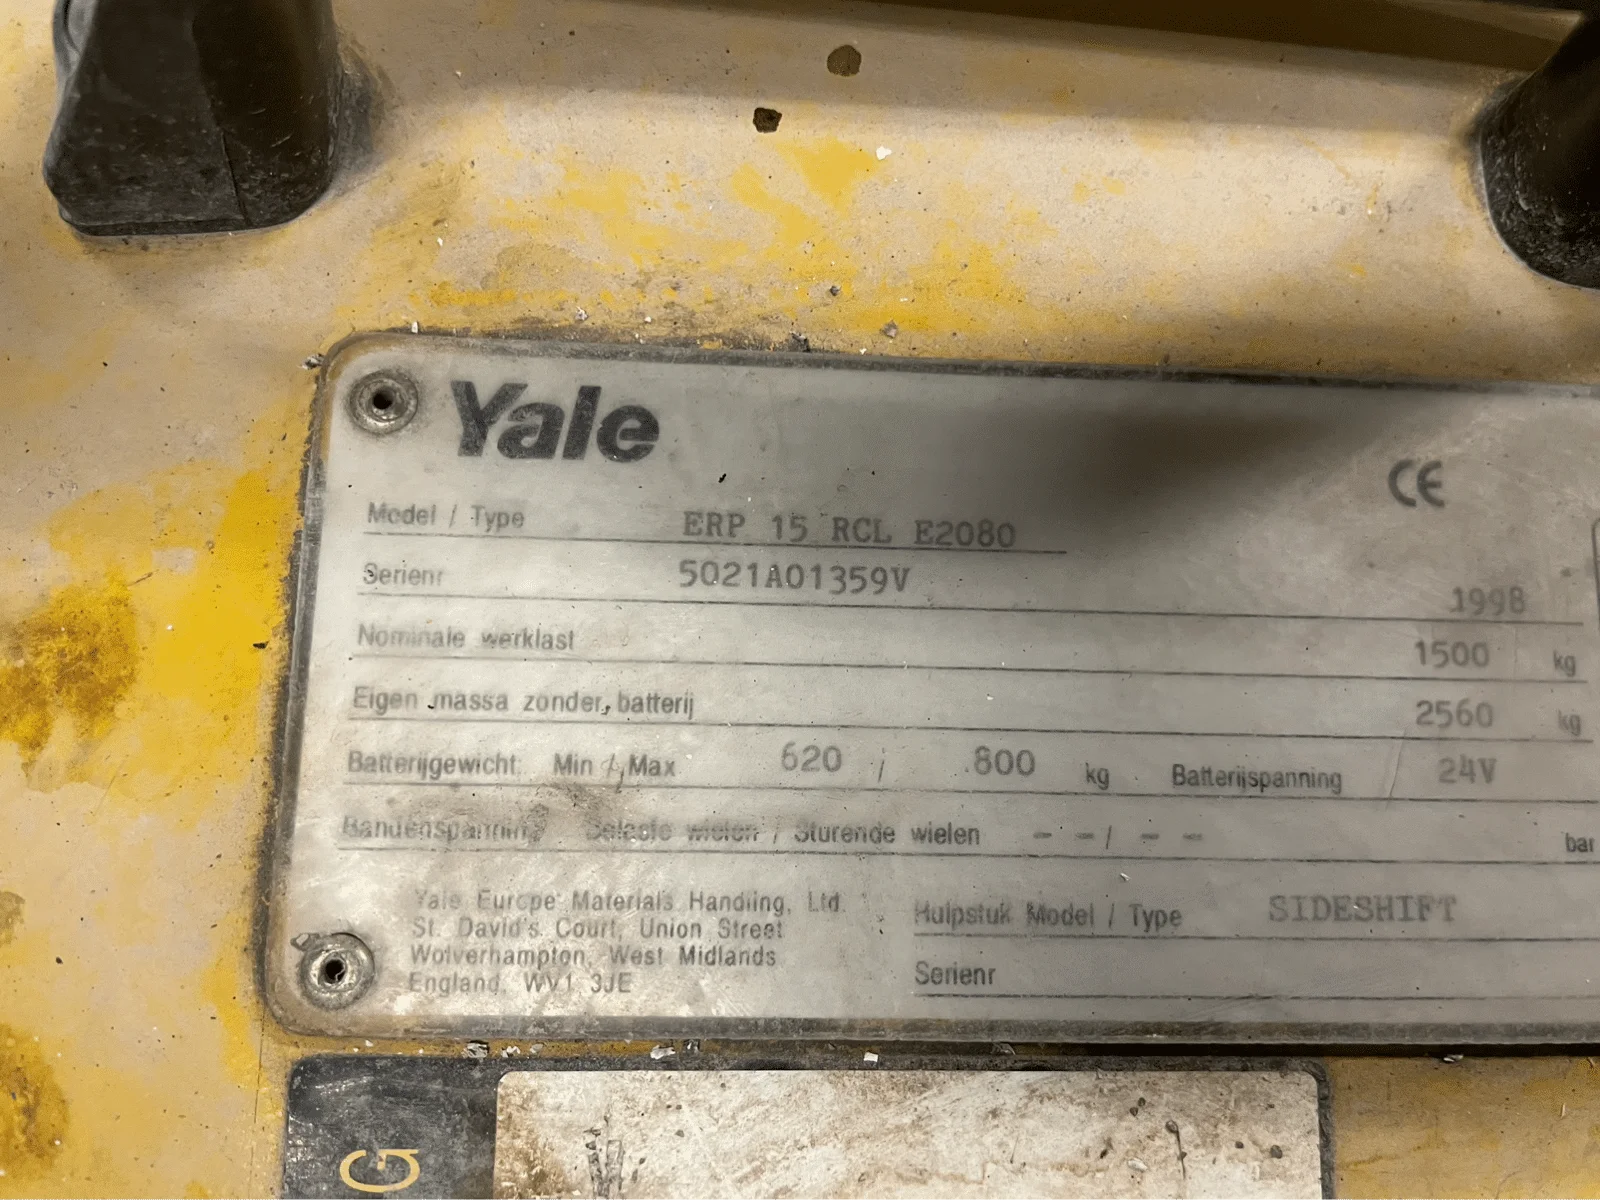 Yale
CE
Model / Type ERP 15 RCL E2080
Serienr 5021A01359V 1998
Nominale werklast 1500 kg
Eigen massa zonder batterij 2560 kg
Batterijgewicht Min / Max 620 / 800 kg Batterijspanning 24V
Bandenspanning Belaste wielen / Sturende wielen - - / - - bar
Yale Europe Materials Handling, Ltd.
St. David's Court, Union Street
Wolverhampton, West Midlands
England, WV1 3JE
Hulpstuk Model / Type SIDESHIFT
Serienr
G